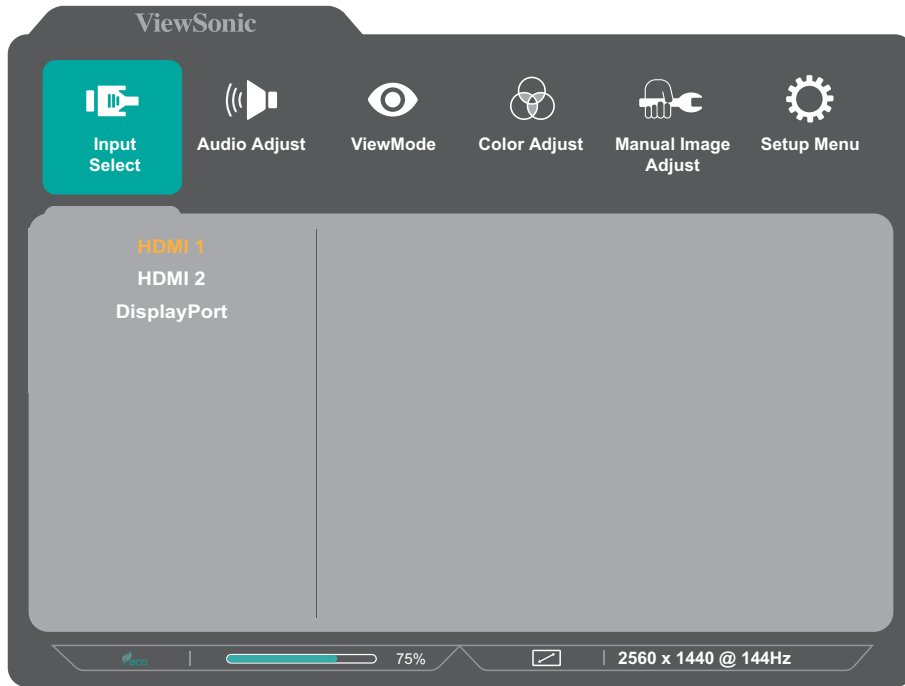 ViewSonic
Input Select
Audio Adjust
ViewMode
Color Adjust
Manual Image Adjust
Setup Menu
HDMI 1
HDMI 2
DisplayPort
eco
75%
2560 x 1440 @ 144Hz